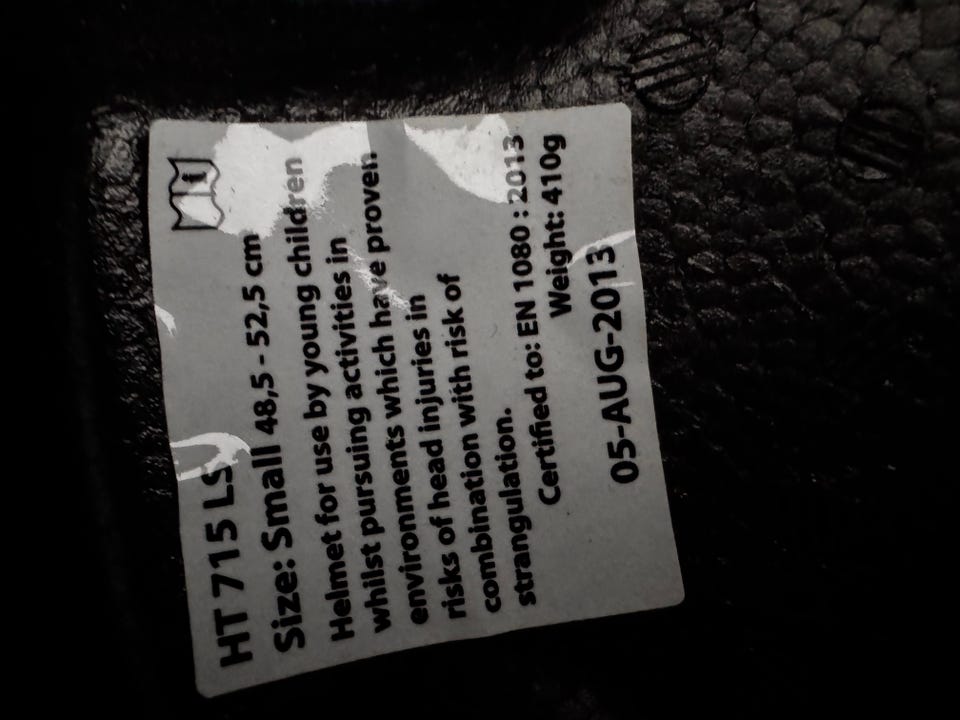 HT 715 LS
Size: Small 48,5 - 52,5 cm
Helmet for use by young children
whilst pursuing activities in
environments which have proven
risks of head injuries in
combination with risk of
strangulation.
Certified to: EN 1080 : 2013
Weight: 410g
05-AUG-2013